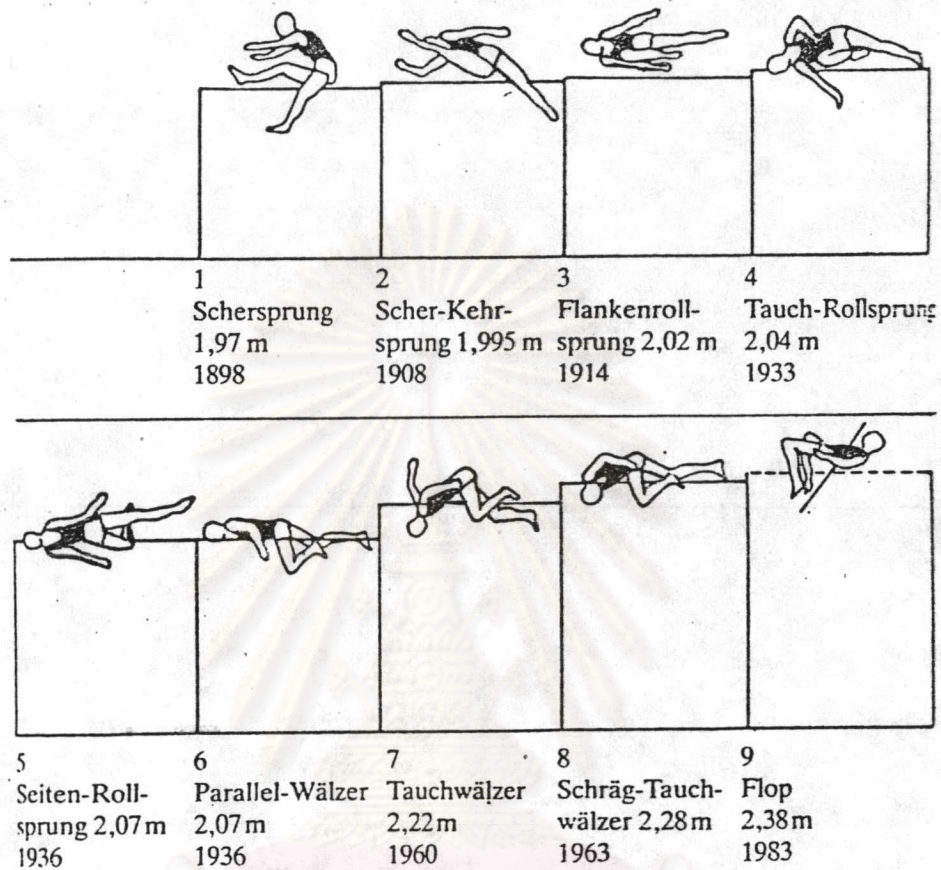 1
Schersprung
1,97 m
1898
2
Scher-Kehr-
sprung 1,995 m
1908
3
Flankenroll-
sprung 2,02 m
1914
4
Tauch-Rollsprung
2,04 m
1933
5
Seiten-Roll-
sprung 2,07 m
1936
6
Parallel-Wälzer
2,07 m
1936
7
Tauchwälzer
2,22 m
1960
8
Schräg-Tauch-
wälzer 2,28 m
1963
9
Flop
2,38 m
1983